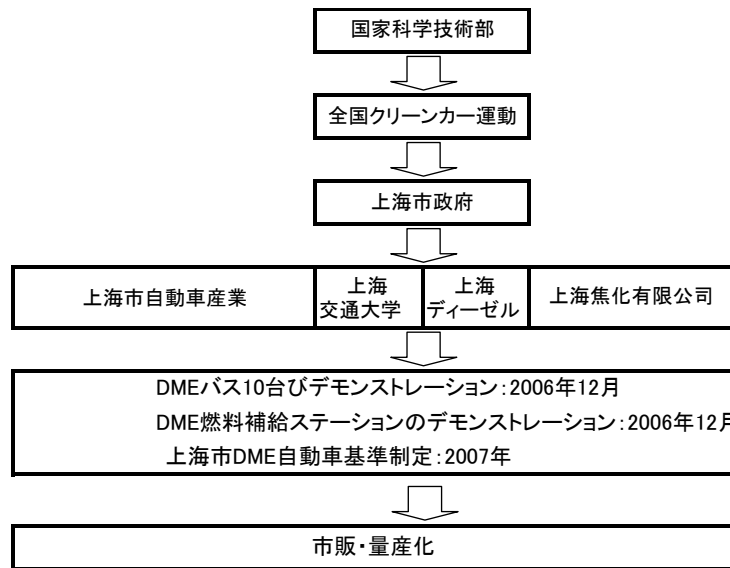 国家科学技術部
全国クリーンカー運動
上海市政府
上海市自動車産業
上海
交通大学
上海
ディーゼル
上海焦化有限公司
DMEバス10台びデモンストレーション：2006年12月
DME燃料補給ステーションのデモンストレーション：2006年12月
上海市DME自動車基準制定：2007年
市販・量産化